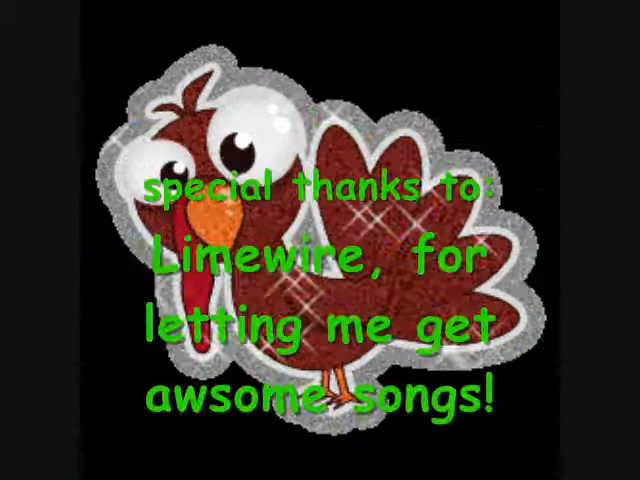 special thanks to:
Limewire, for
letting me get
awsome songs!